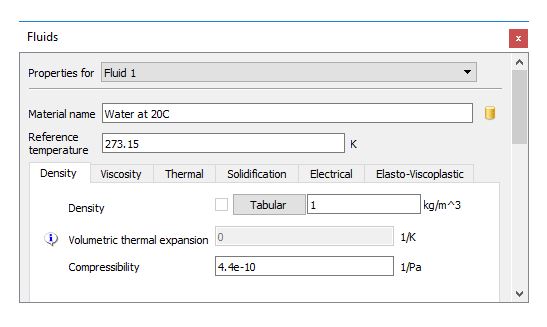 Fluids
x
Properties for Fluid 1
Material name Water at 20C
Reference
temperature 273.15 K
Density Viscosity Thermal Solidification Electrical Elasto-Viscoplastic
Density Tabular 1 kg/m^3
i Volumetric thermal expansion 0 1/K
Compressibility 4.4e-10 1/Pa